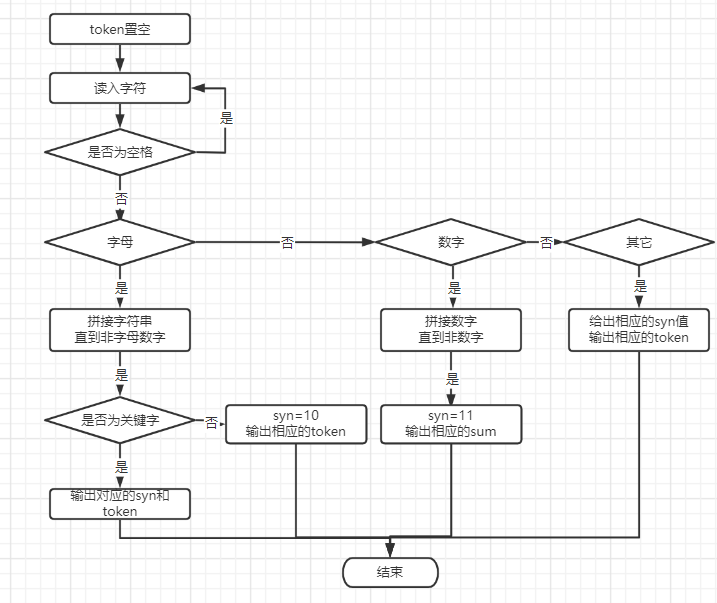 token置空
读入字符
是
是否为空格
否
字母
否
数字
否
其它
是
是
是
拼接字符串
直到非字母数字
拼接数字
直到非数字
给出相应的syn值
输出相应的token
是
是
是否为关键字
否
syn=10
输出相应的token
syn=11
输出相应的sum
是
输出对应的syn和
token
结束